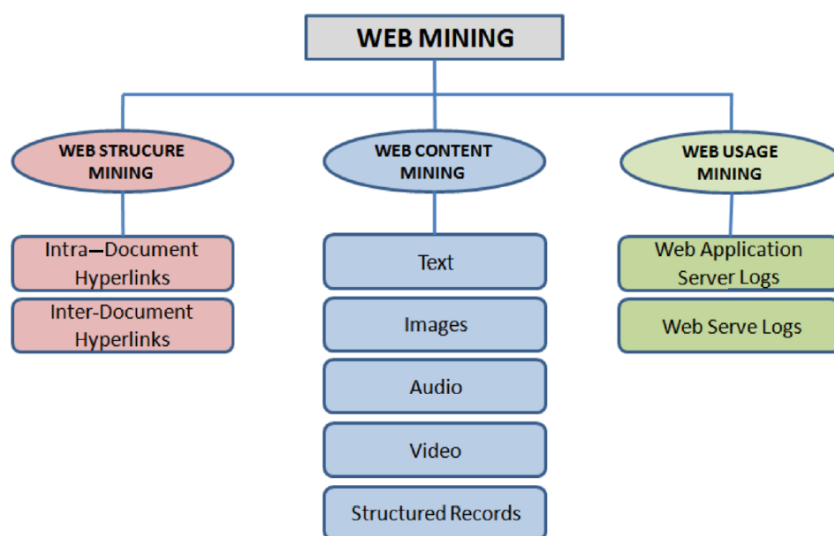 WEB MINING
WEB STRUCURE
MINING
WEB CONTENT
MINING
WEB USAGE
MINING
Intra—Document
Hyperlinks
Inter-Document
Hyperlinks
Text
Images
Audio
Video
Structured Records
Web Application
Server Logs
Web Serve Logs